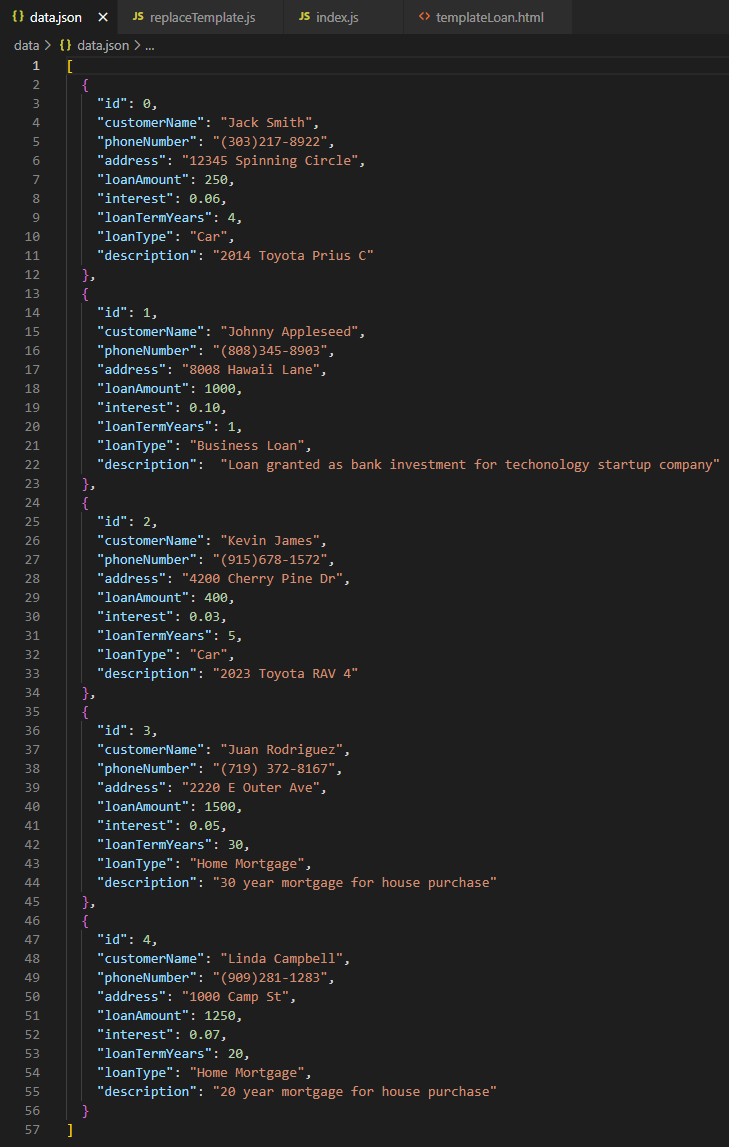 data.json × JS replaceTemplate.js JS index.js <> templateLoan.html
data > {} data.json > ...
1 [
2 {
3 "id": 0,
4 "customerName": "Jack Smith",
5 "phoneNumber": "(303)217-8922",
6 "address": "12345 Spinning Circle",
7 "loanAmount": 250,
8 "interest": 0.06,
9 "loanTermYears": 4,
10 "loanType": "Car",
11 "description": "2014 Toyota Prius C"
12 },
13 {
14 "id": 1,
15 "customerName": "Johnny Appleseed",
16 "phoneNumber": "(808)345-8903",
17 "address": "8008 Hawaii Lane",
18 "loanAmount": 1000,
19 "interest": 0.10,
20 "loanTermYears": 1,
21 "loanType": "Business Loan",
22 "description":  "Loan granted as bank investment for techonology startup company"
23 },
24 {
25 "id": 2,
26 "customerName": "Kevin James",
27 "phoneNumber": "(915)678-1572",
28 "address": "4200 Cherry Pine Dr",
29 "loanAmount": 400,
30 "interest": 0.03,
31 "loanTermYears": 5,
32 "loanType": "Car",
33 "description": "2023 Toyota RAV 4"
34 },
35 {
36 "id": 3,
37 "customerName": "Juan Rodriguez",
38 "phoneNumber": "(719) 372-8167",
39 "address": "2220 E Outer Ave",
40 "loanAmount": 1500,
41 "interest": 0.05,
42 "loanTermYears": 30,
43 "loanType": "Home Mortgage",
44 "description": "30 year mortgage for house purchase"
45 },
46 {
47 "id": 4,
48 "customerName": "Linda Campbell",
49 "phoneNumber": "(909)281-1283",
50 "address": "1000 Camp St",
51 "loanAmount": 1250,
52 "interest": 0.07,
53 "loanTermYears": 20,
54 "loanType": "Home Mortgage",
55 "description": "20 year mortgage for house purchase"
56 }
57 ]